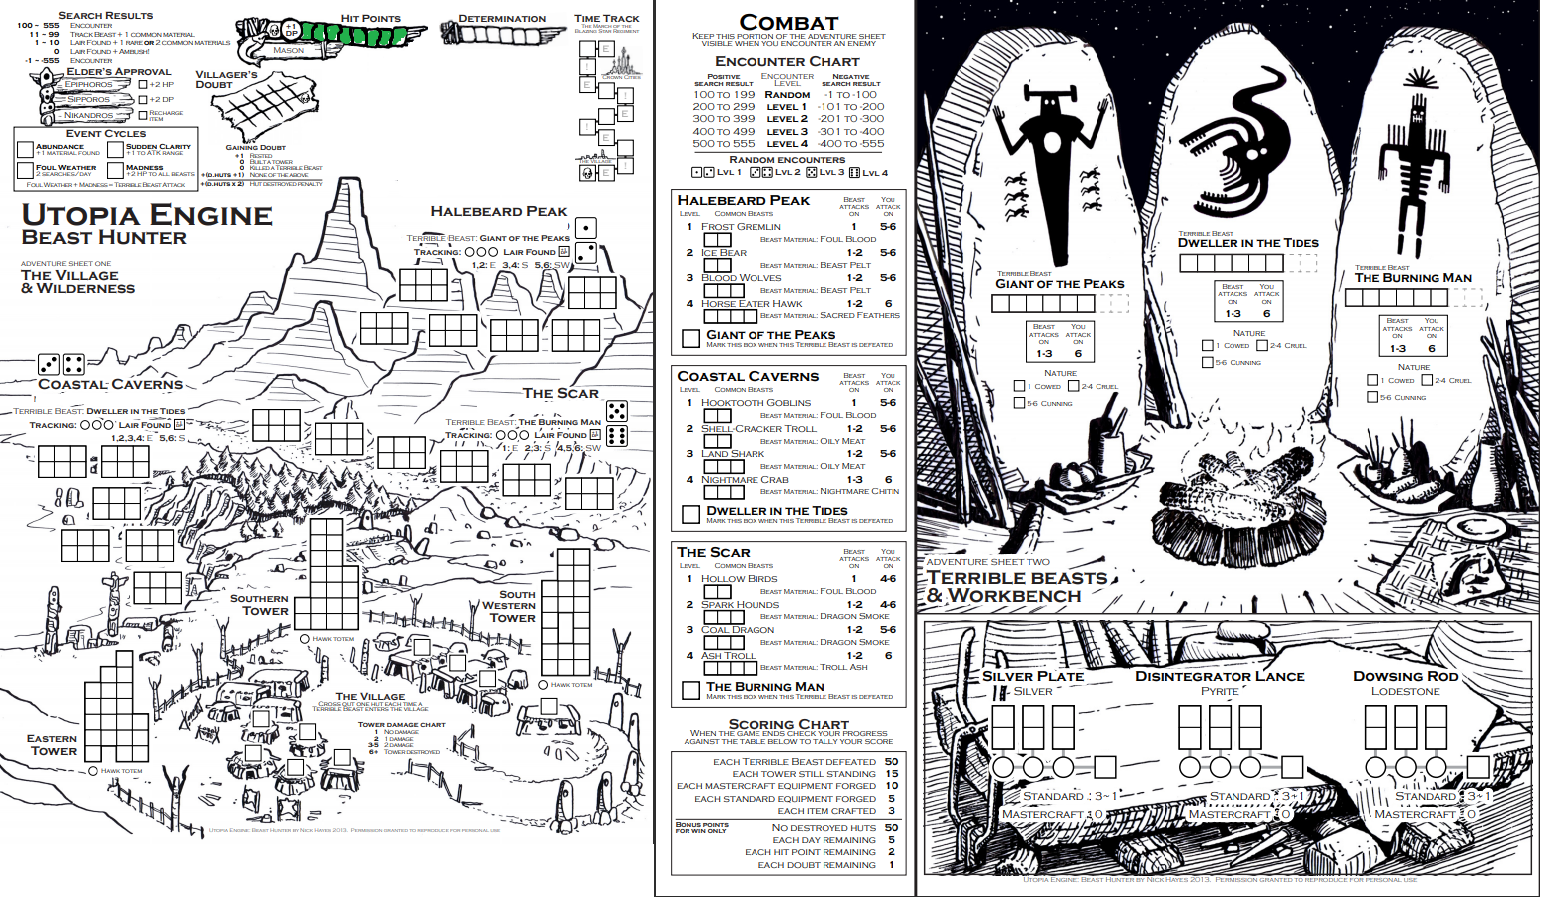 Search Results
100 - 555 Encounter
11 - 99 Track Beast + 1 common material
1 - 10 Lair Found + 1 rare or 2 common materials
0 Lair Found + Ambush!
-1 - -555 Encounter
Elder's Approval
Epiphoros +2 HP
Sipporos +2 DP
Nikandros Recharge item
Villager's Doubt
Event Cycles
Abundance
+1 material found
Sudden Clarity
+1 to ATK range
Foul Weather
2 searches/day
Madness
+2 HP to all beasts
Foul Weather + Madness = Terrible Beast Attack
Gaining Doubt
+1 Rested
0 Built a tower
0 Killed a Terrible Beast
+(d.huts +1) None of the above
+(d.huts x 2) Hut destroyed penalty
Hit Points
+1 DP
Mason
Determination
Time Track
The March of the
Blazing Star Regiment
E
!
E
Crown Cities
!
E
!
E
!
E
The Village
E
!
Utopia Engine
Beast Hunter
Adventure Sheet One
The Village
& Wilderness
Halebeard Peak
Terrible Beast: Giant of the Peaks
Tracking: Lair Found
1,2: E 3,4: S 5,6: SW
Coastal Caverns
Terrible Beast: Dweller in the Tides
Tracking: Lair Found
1,2,3,4: E 5,6: S
The Scar
Terrible Beast: The Burning Man
Tracking: Lair Found
1: E 2,3: S 4,5,6: SW
Southern
Tower
Hawk totem
South
Western
Tower
Hawk totem
Eastern
Tower
Hawk totem
The Village
Cross out one hut each time a
Terrible Beast enters the village
Tower Damage Chart
1 No damage
2 1 damage
3-5 2 damage
6+ Tower destroyed
Utopia Engine: Beast Hunter by Nick Hayes 2013. Permission granted to reproduce for personal use
Combat
Keep this portion of the adventure sheet
visible when you encounter an enemy
Encounter Chart
Positive search result Encounter Level Negative search result
100 to 199 Random -1 to -100
200 to 299 Level 1 -101 to -200
300 to 399 Level 2 -201 to -300
400 to 499 Level 3 -301 to -400
500 to 555 Level 4 -400 to -555
Random encounters
Lvl 1 Lvl 2 Lvl 3 Lvl 4
Halebeard Peak
Level Common Beasts Beast attacks on You attack on
1 Frost Gremlin 1 5-6
Beast Material: Foul Blood
2 Ice Bear 1-2 5-6
Beast Material: Beast Pelt
3 Blood Wolves 1-2 5-6
Beast Material: Beast Pelt
4 Horse Eater Hawk 1-2 6
Beast Material: Sacred Feathers
Giant of the Peaks
Mark this box when this Terrible Beast is defeated
Coastal Caverns
Level Common Beasts Beast attacks on You attack on
1 Hooktooth Goblins 1 5-6
Beast Material: Foul Blood
2 Shell-Cracker Troll 1-2 5-6
Beast Material: Oily Meat
3 Land Shark 1-2 5-6
Beast Material: Oily Meat
4 Nightmare Crab 1-3 6
Beast Material: Nightmare Chitn
Dweller in the Tides
Mark this box when this Terrible Beast is defeated
The Scar
Level Common Beasts Beast attacks on You attack on
1 Hollow Birds 1 4-6
Beast Material: Foul Blood
2 Spark Hounds 1-2 4-6
Beast Material: Dragon Smoke
3 Coal Dragon 1-2 5-6
Beast Material: Dragon Smoke
4 Ash Troll 1-2 6
Beast Material: Troll Ash
The Burning Man
Mark this box when this Terrible Beast is defeated
Scoring Chart
When the game ends check your progress
against the table below to tally your score
each Terrible Beast defeated 50
each tower still standing 15
each mastercraft equipment forged 10
each standard equipment forged 5
each item crafted 3
Bonus points for win only
No destroyed huts 50
each day remaining 5
each hit point remaining 2
each doubt remaining 1
Terrible Beast
Giant of the Peaks
Beast attacks on You attack on
1-3 6
Nature
1 Cowed 2-4 Cruel
5-6 Cunning
Terrible Beast
Dweller in the Tides
Beast attacks on You attack on
1-3 6
Nature
1 Cowed 2-4 Cruel
5-6 Cunning
Terrible Beast
The Burning Man
Beast attacks on You attack on
1-3 6
Nature
1 Cowed 2-4 Cruel
5-6 Cunning
Adventure Sheet Two
Terrible Beasts
& Workbench
Silver Plate
Silver
Standard : 3~1
Mastercraft : 0
Disintegrator Lance
Pyrite
Standard : 3~1
Mastercraft : 0
Dowsing Rod
Lodestone
Standard : 3~1
Mastercraft : 0
Utopia Engine: Beast Hunter by Nick Hayes 2013. Permission granted to reproduce for personal use